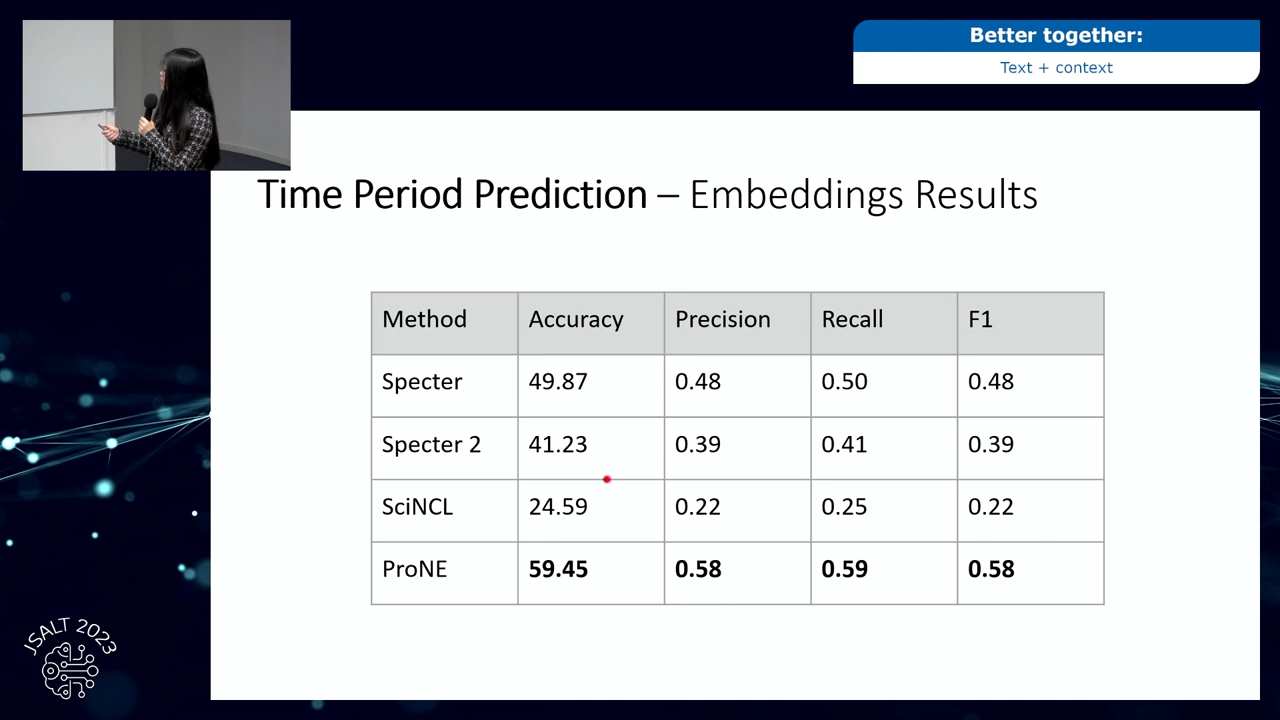 Better together:
Text + context
Time Period Prediction – Embeddings Results
Method Accuracy Precision Recall F1
Specter 49.87 0.48 0.50 0.48
Specter 2 41.23 0.39 0.41 0.39
SciNCL 24.59 0.22 0.25 0.22
ProNE 59.45 0.58 0.59 0.58
JSALT 2023